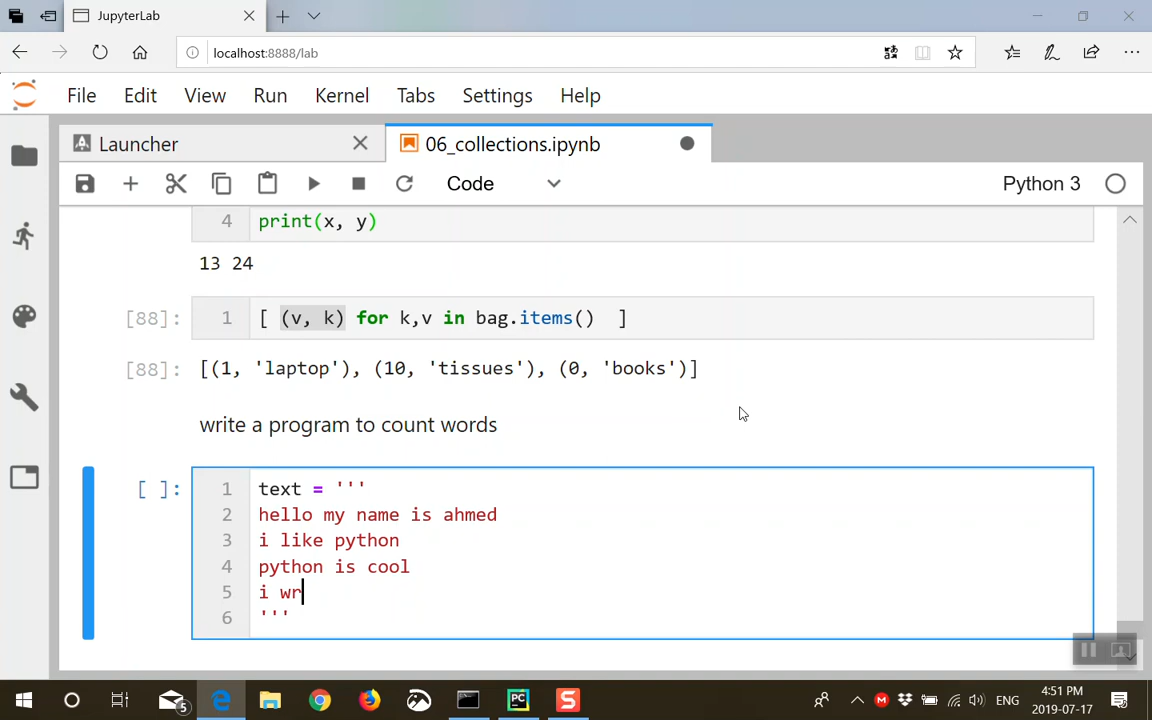 JupyterLab
localhost:8888/lab
File Edit View Run Kernel Tabs Settings Help
Launcher 06_collections.ipynb
Code Python 3
4 print(x, y)
13 24
[88]: 1 [ (v, k) for k,v in bag.items()  ]
[88]: [(1, 'laptop'), (10, 'tissues'), (0, 'books')]
write a program to count words
[ ]: 1 text = '''
2 hello my name is ahmed
3 i like python
4 python is cool
5 i wr
6 '''
5 PC S M ENG 4:51 PM
2019-07-17